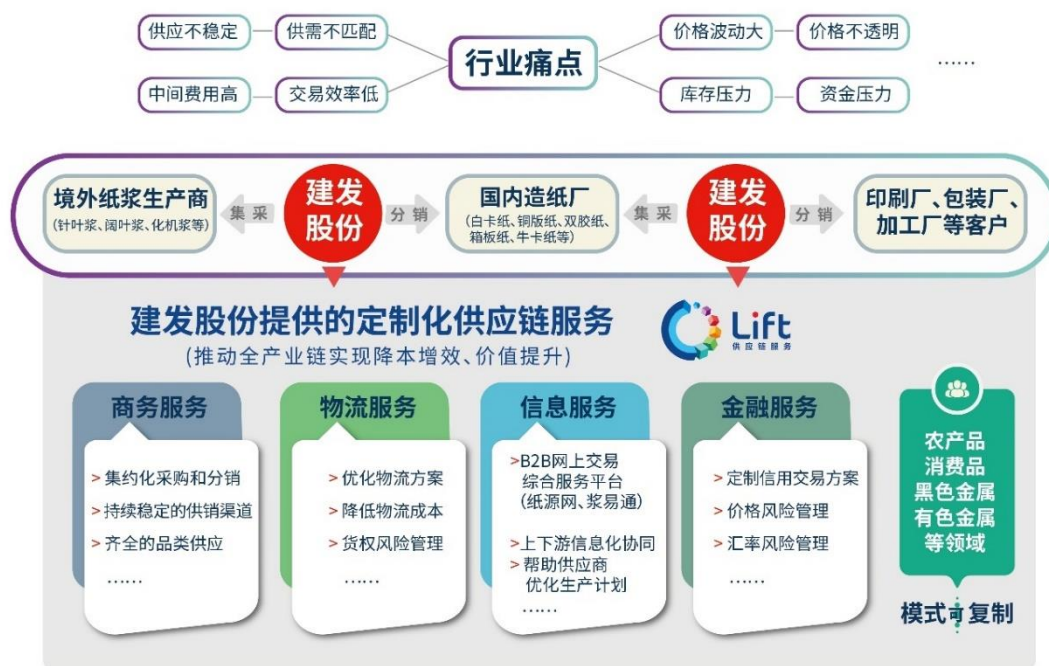 供应不稳定
供需不匹配
价格波动大
价格不透明
行业痛点
……
中间费用高
交易效率低
库存压力
资金压力
境外纸浆生产商
(针叶浆、阔叶浆、化机浆等)
集采
建发
股份
分销
国内造纸厂
(白卡纸、铜版纸、双胶纸、
箱板纸、牛卡纸等)
集采
建发
股份
分销
印刷厂、包装厂、
加工厂等客户
建发股份提供的定制化供应链服务
(推动全产业链实现降本增效、价值提升)
Lift
供应链服务
商务服务
> 集约化采购和分销
> 持续稳定的供销渠道
> 齐全的品类供应
……
物流服务
> 优化物流方案
> 降低物流成本
> 货权风险管理
……
信息服务
>B2B网上交易
综合服务平台
(纸源网、浆易通)
>上下游信息化协同
> 帮助供应商
优化生产计划
……
金融服务
> 定制信用交易方案
> 价格风险管理
> 汇率风险管理
……
农产品
消费品
黑色金属
有色金属
等领域
模式可复制